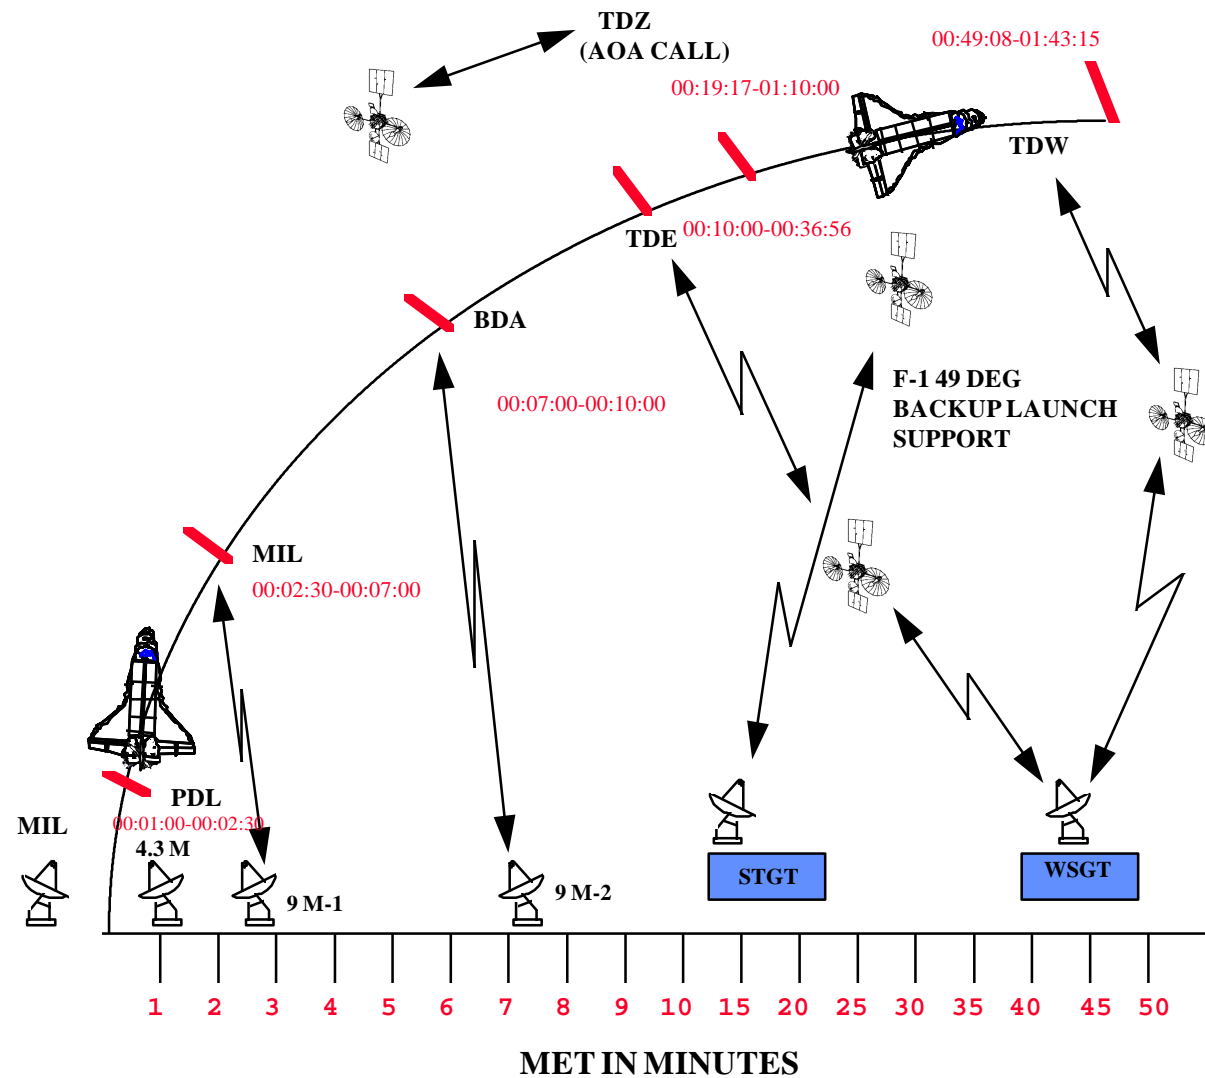 TDZ
(AOA CALL)
00:49:08-01:43:15
00:19:17-01:10:00
TDW
TDE
00:10:00-00:36:56
BDA
F-1 49 DEG
BACKUP LAUNCH
SUPPORT
00:07:00-00:10:00
MIL
00:02:30-00:07:00
PDL
MIL
00:01:00-00:02:30
4.3 M
9 M-1
9 M-2
STGT
WSGT
1 2 3 4 5 6 7 8 9 10 15 20 25 30 35 40 45 50
MET IN MINUTES